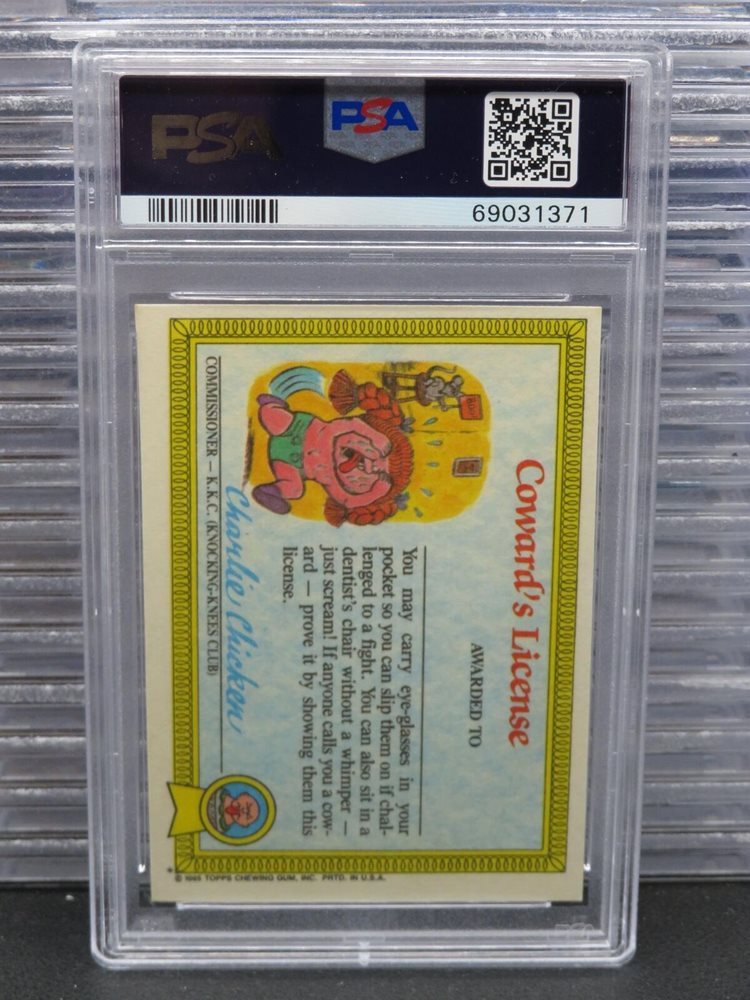 PSA
PSA
69031371
Coward's License
AWARDED TO
You may carry eye-glasses in your
pocket so you can slip them on if chal-
lenged to a fight. You can also sit in a
dentist's chair without a whimper —
just scream! If anyone calls you a cow-
ard — prove it by showing them this
license.
Charlie Chicken
COMMISSIONER — K.K.C. (KNOCKING-KNEES CLUB)
* © 1985 TOPPS CHEWING GUM, INC. PRTD. IN U.S.A.